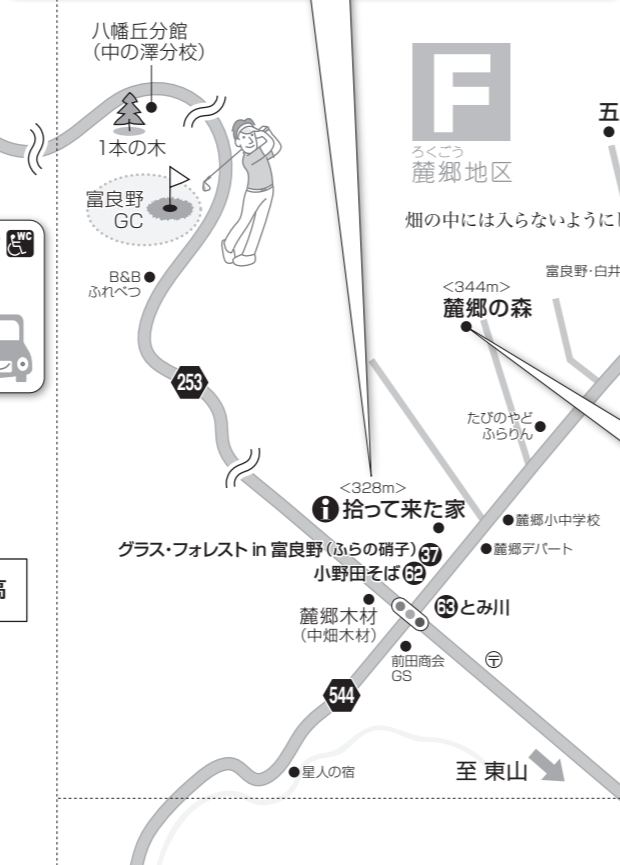 八幡丘分館
(中の澤分校)
1本の木
富良野
GC
B&B
ふれべつ
253
WC
高
F
ろくごう
麓郷地区
五
畑の中には入らないように
富良野・白井
<344m>
麓郷の森
たびのやど
ふらりん
<328m>
i 拾って来た家
グラス・フォレスト in 富良野(ふらの硝子) 37
小野田そば 62
麓郷小中学校
麓郷デパート
63 とみ川
麓郷木材
(中畑木材)
前田商会
GS
〒
544
星人の宿
至 東山